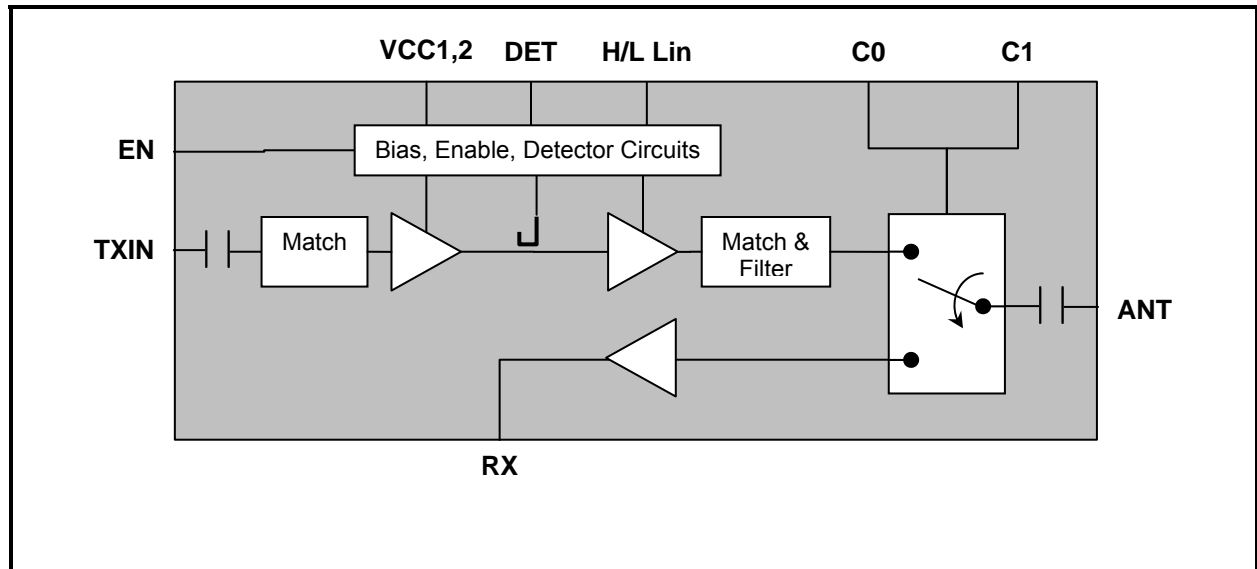 VCC1,2 DET H/L Lin C0 C1
EN
Bias, Enable, Detector Circuits
TXIN
Match
Match &
Filter
ANT
RX